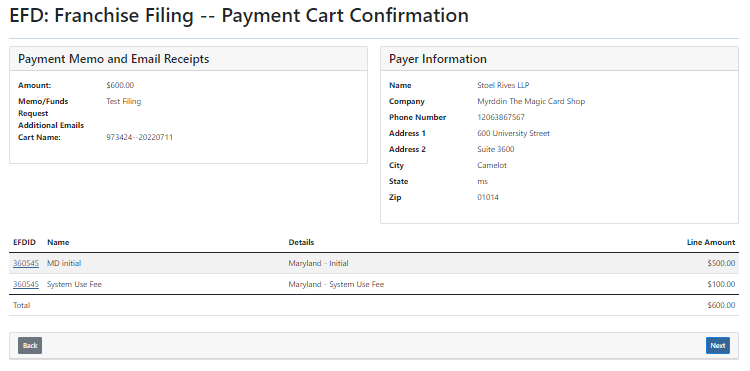 EFD: Franchise Filing -- Payment Cart Confirmation
Payment Memo and Email Receipts
Amount: $600.00
Memo/Funds Request Test Filing
Additional Emails
Cart Name: 973424--20220711
Payer Information
Name Stoel Rives LLP
Company Myrddin The Magic Card Shop
Phone Number 12063867567
Address 1 600 University Street
Address 2 Suite 3600
City Camelot
State ms
Zip 01014
EFDID Name Details Line Amount
360545 MD initial Maryland - Initial $500.00
360545 System Use Fee Maryland - System Use Fee $100.00
Total $600.00
Back Next